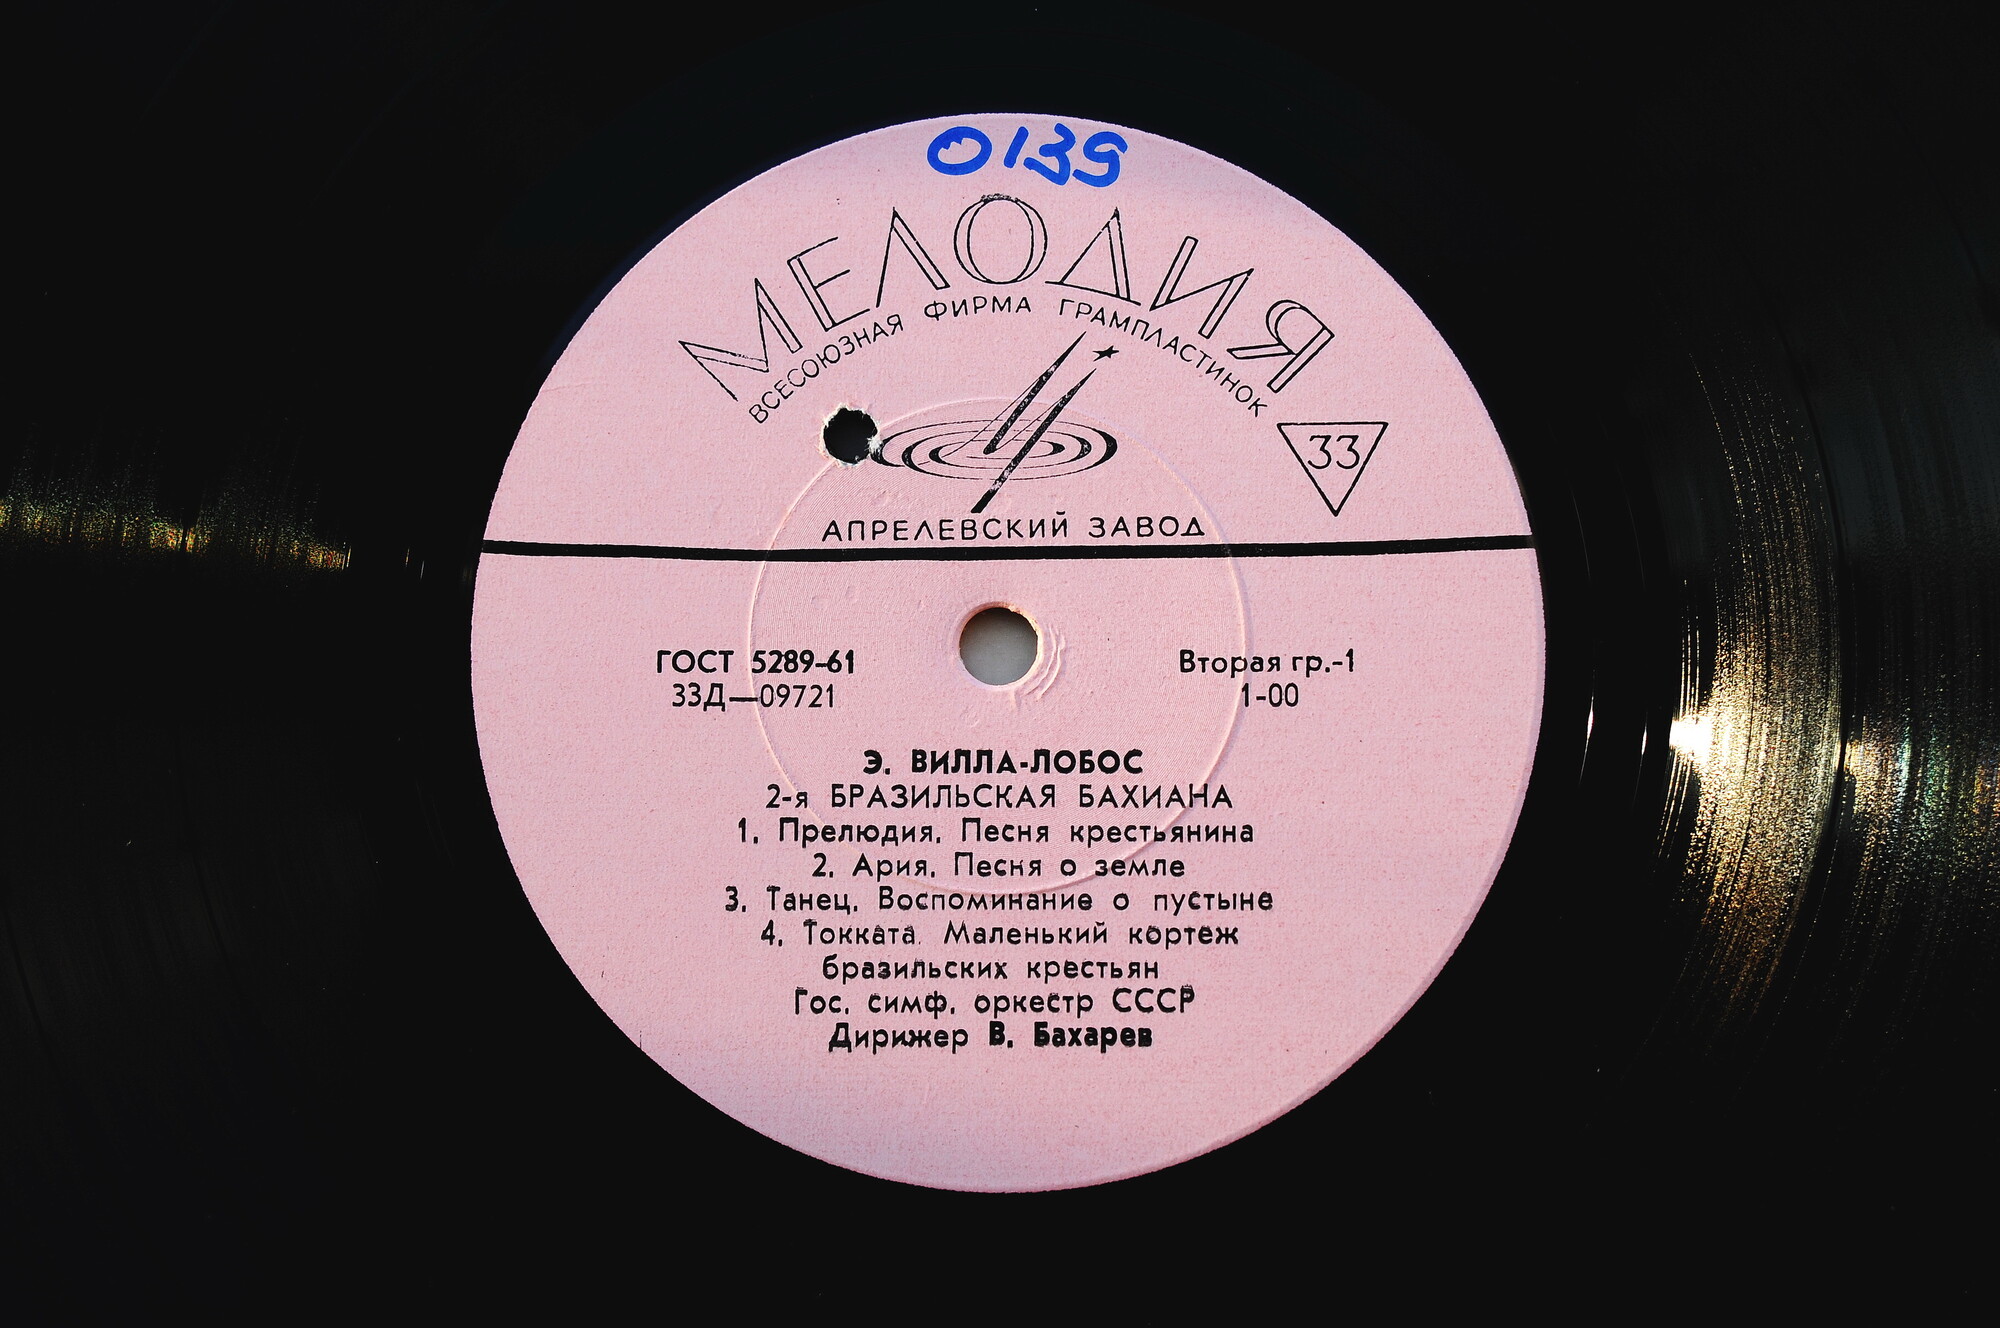 0139
МЕЛОДИЯ
ВСЕСОЮЗНАЯ ФИРМА ГРАМПЛАСТИНОК
33
АПРЕЛЕВСКИЙ ЗАВОД
ГОСТ 5289-61
Вторая гр.-1
33Д—09721
1-00
Э. ВИЛЛА-ЛОБОС
2-я БРАЗИЛЬСКАЯ БАХИАНА
1. Прелюдия. Песня крестьянина
2. Ария. Песня о земле
3. Танец. Воспоминание о пустыне
4. Токката. Маленький кортеж
бразильских крестьян
Гос. симф. оркестр СССР
Дирижер В. Бахарев